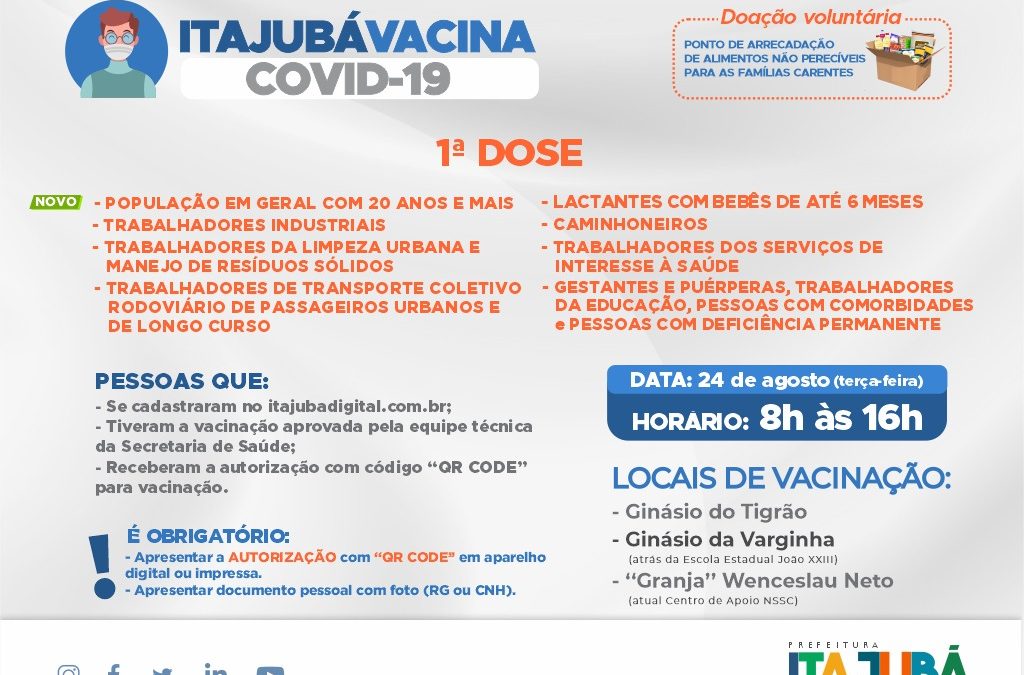 ITAJUBÁVACINA
COVID-19
Doação voluntária
PONTO DE ARRECADAÇÃO
DE ALIMENTOS NÃO PERECÍVEIS
PARA AS FAMÍLIAS CARENTES
1ª DOSE
NOVO
- POPULAÇÃO EM GERAL COM 20 ANOS E MAIS
- TRABALHADORES INDUSTRIAIS
- TRABALHADORES DA LIMPEZA URBANA E
MANEJO DE RESÍDUOS SÓLIDOS
- TRABALHADORES DE TRANSPORTE COLETIVO
RODOVIÁRIO DE PASSAGEIROS URBANOS E
DE LONGO CURSO
- LACTANTES COM BEBÊS DE ATÉ 6 MESES
- CAMINHONEIROS
- TRABALHADORES DOS SERVIÇOS DE
INTERESSE À SAÚDE
- GESTANTES E PUÉRPERAS, TRABALHADORES
DA EDUCAÇÃO, PESSOAS COM COMORBIDADES
e PESSOAS COM DEFICIÊNCIA PERMANENTE
PESSOAS QUE:
- Se cadastraram no itajubadigital.com.br;
- Tiveram a vacinação aprovada pela equipe técnica
da Secretaria de Saúde;
- Receberam a autorização com código “QR CODE”
para vacinação.
! É OBRIGATÓRIO:
- Apresentar a AUTORIZAÇÃO com “QR CODE” em aparelho
digital ou impressa.
- Apresentar documento pessoal com foto (RG ou CNH).
DATA: 24 de agosto (terça-feira)
HORÁRIO: 8h às 16h
LOCAIS DE VACINAÇÃO:
- Ginásio do Tigrão
- Ginásio da Varginha
(atrás da Escola Estadual João XXIII)
- “Granja” Wenceslau Neto
(atual Centro de Apoio NSSC)
PREFEITURA
ITAJUBÁ